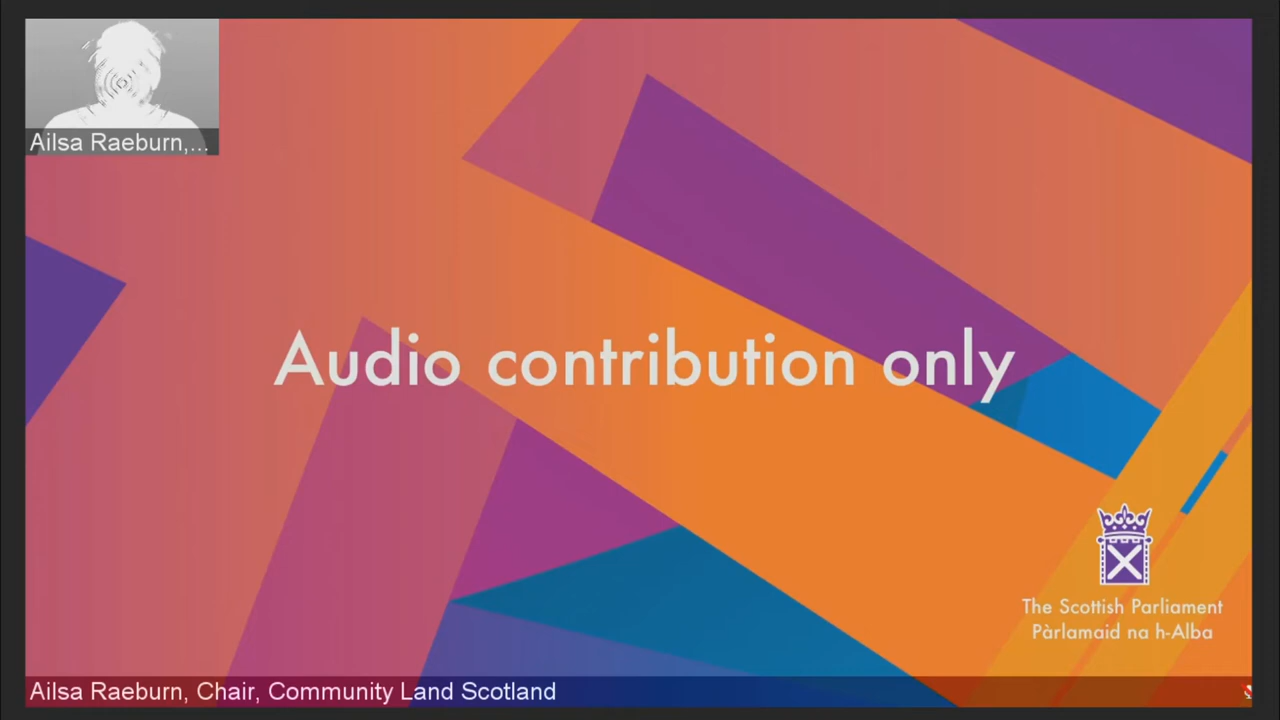 Ailsa Raeburn,...
Audio contribution only
The Scottish Parliament
Pàrlamaid na h-Alba
Ailsa Raeburn, Chair, Community Land Scotland